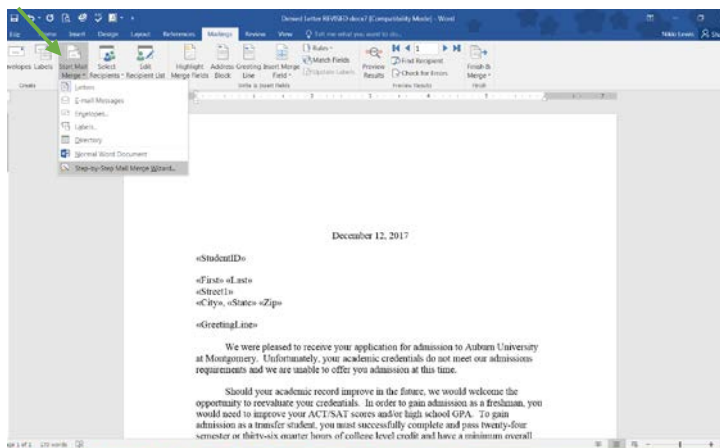 Denied Letter REVISED.docx? [Compatibility Mode] - Word
File Home Insert Design Layout References Mailings Review View Tell me what you want to do... Nikki Lewis
Envelopes Labels Start Mail Merge Select Recipients Edit Recipient List Highlight Merge Fields Address Block Greeting Line Insert Merge Field Rules Match Fields Update Labels Preview Results 1 Find Recipient Check for Errors Finish & Merge
Create Write & Insert Fields Preview Results Finish
Letters
E-mail Messages
Envelopes...
Labels...
Directory
Normal Word Document
Step-by-Step Mail Merge Wizard...
December 12, 2017
«StudentID»
«First» «Last»
«Street1»
«City», «State» «Zip»
«GreetingLine»
We were pleased to receive your application for admission to Auburn University
at Montgomery. Unfortunately, your academic credentials do not meet our admissions
requirements and we are unable to offer you admission at this time.
Should your academic record improve in the future, we would welcome the
opportunity to reevaluate your credentials. In order to gain admission as a freshman, you
would need to improve your ACT/SAT scores and/or high school GPA. To gain
admission as a transfer student, you must successfully complete and pass twenty-four
semester or thirty-six quarter hours of college level credit and have a minimum overall